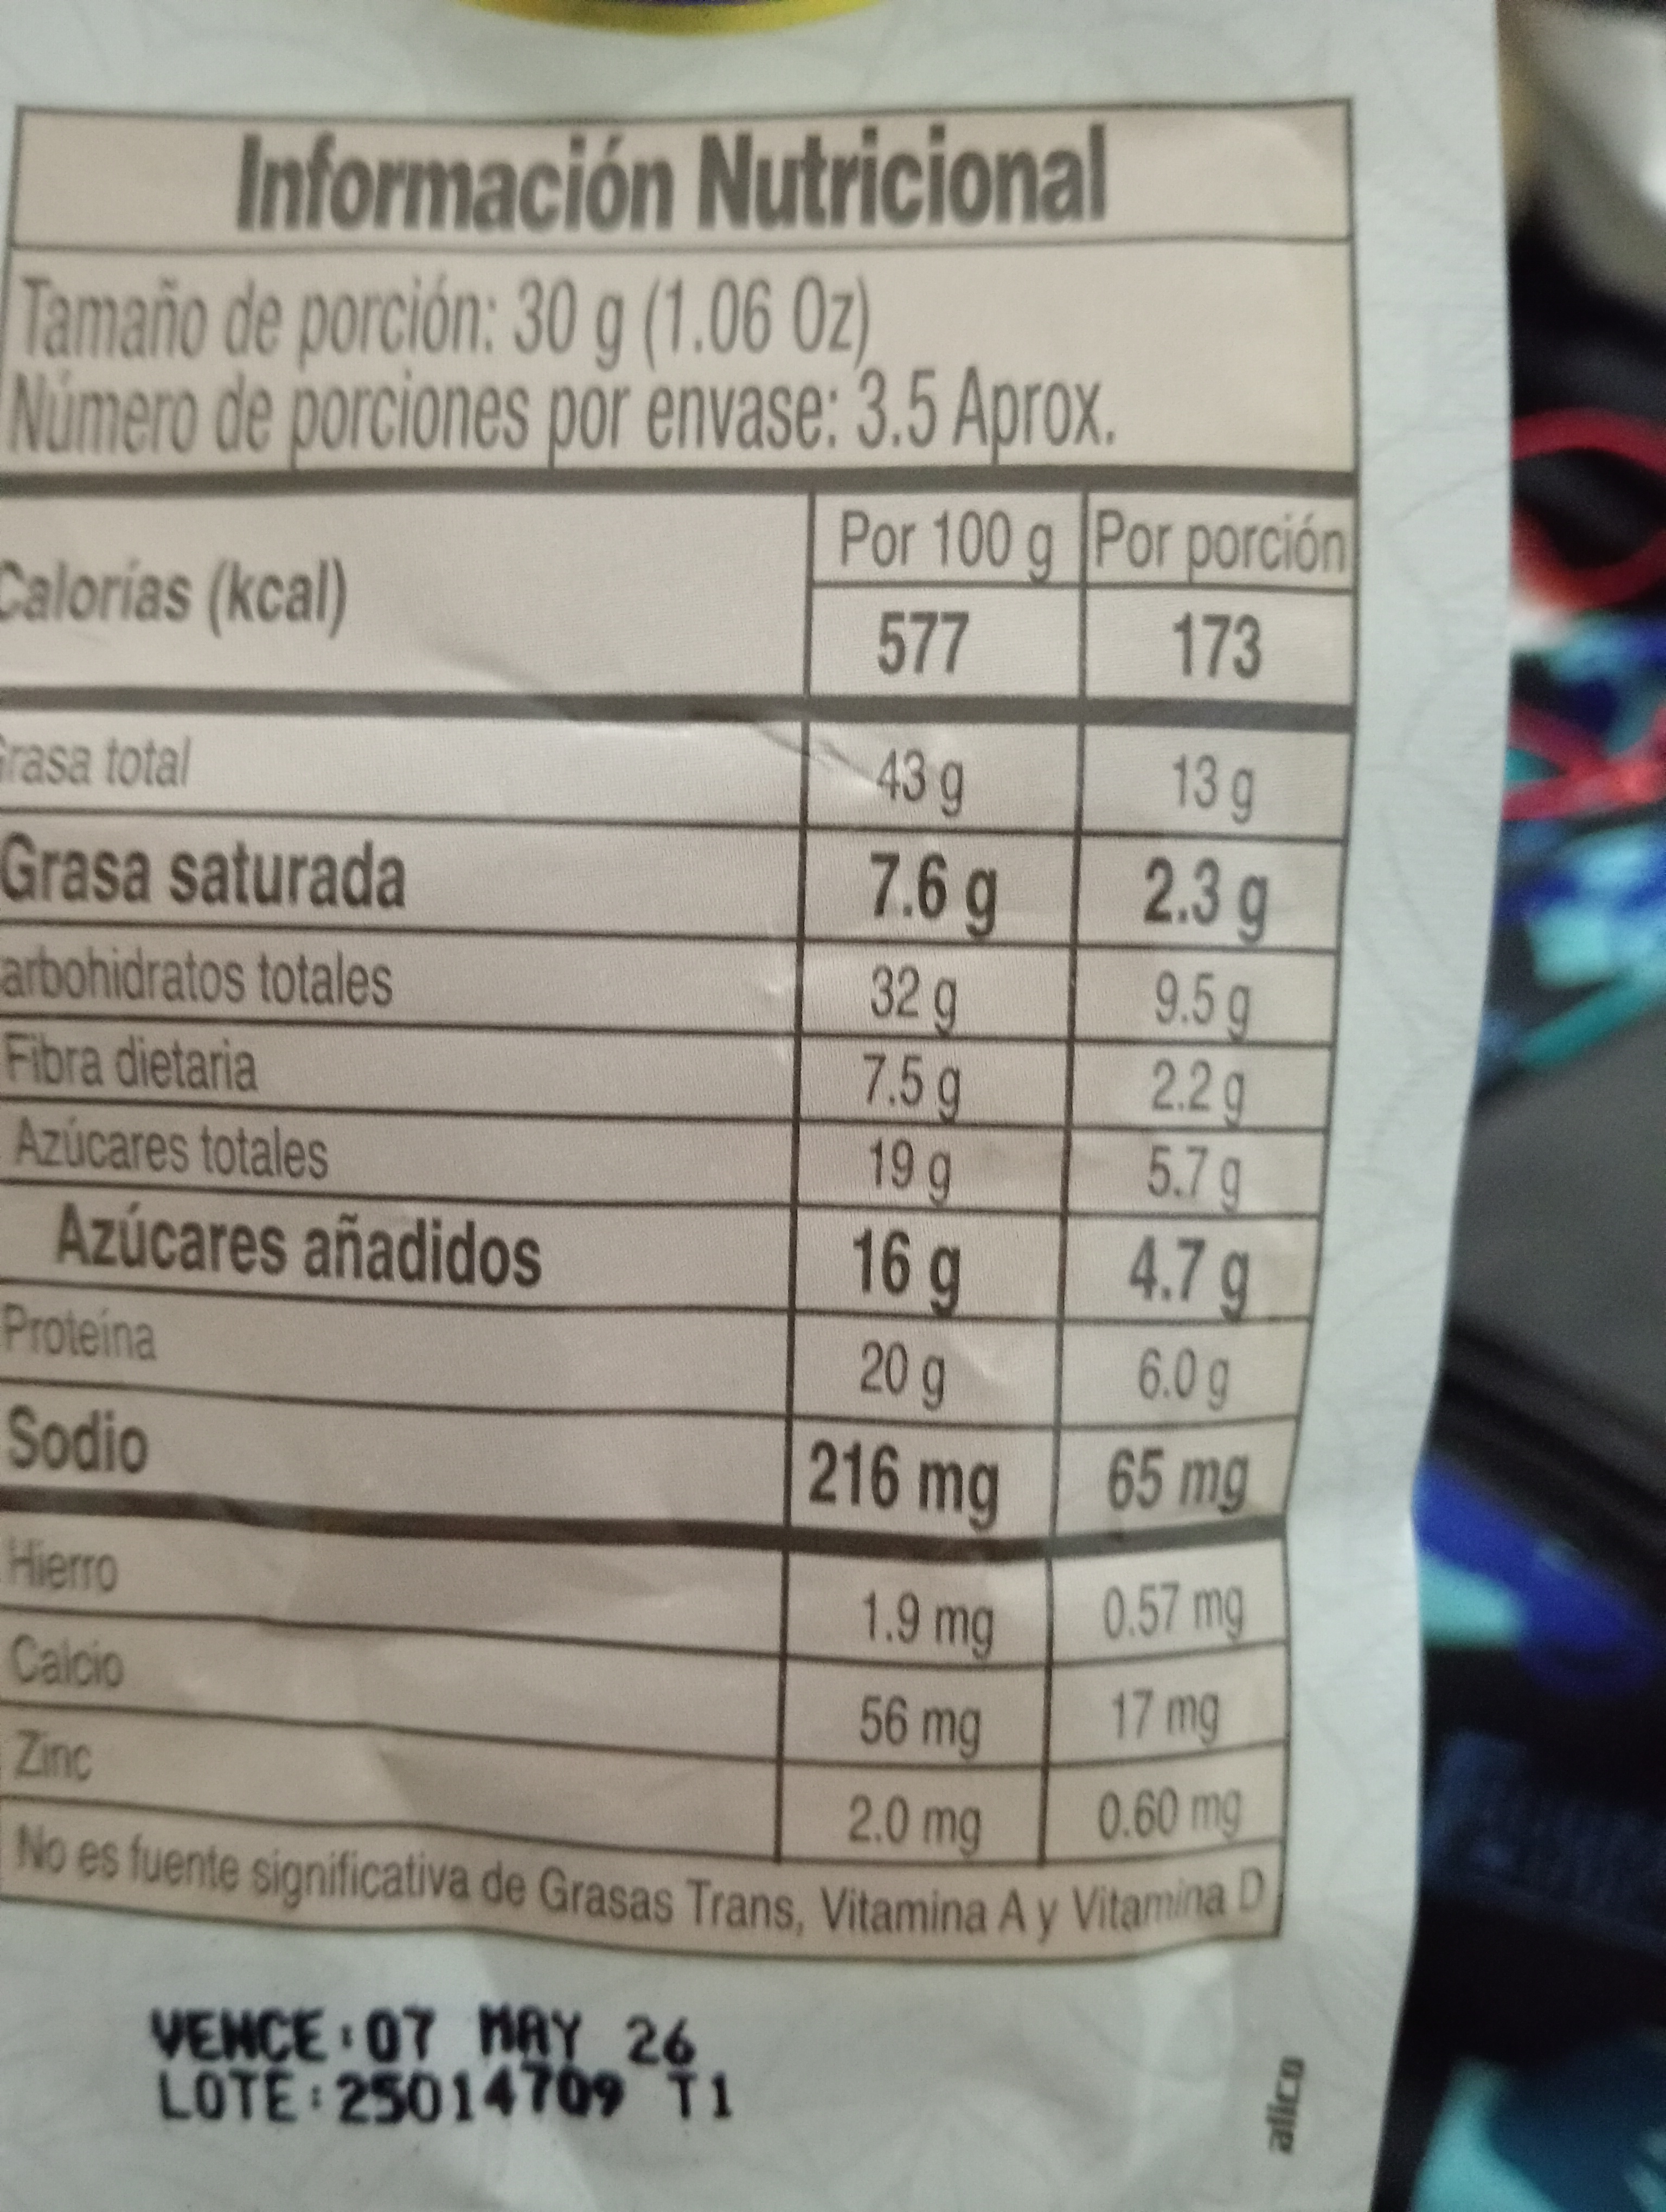 Información Nutricional
Tamaño de porción: 30 g (1.06 Oz)
Número de porciones por envase: 3.5 Aprox.
Calorías (kcal) Por 100 g Por porción
577 173
Grasa total 43 g 13 g
Grasa saturada 7.6 g 2.3 g
arbohidratos totales 32 g 9.5 g
Fibra dietaria 7.5 g 2.2 g
Azúcares totales 19 g 5.7 g
Azúcares añadidos 16 g 4.7 g
Proteína 20 g 6.0 g
Sodio 216 mg 65 mg
Hierro 1.9 mg 0.57 mg
Calcio 56 mg 17 mg
Zinc 2.0 mg 0.60 mg
No es fuente significativa de Grasas Trans, Vitamina A y Vitamina D
VENCE:07 MAY 26
LOTE:25014709 T1
alico